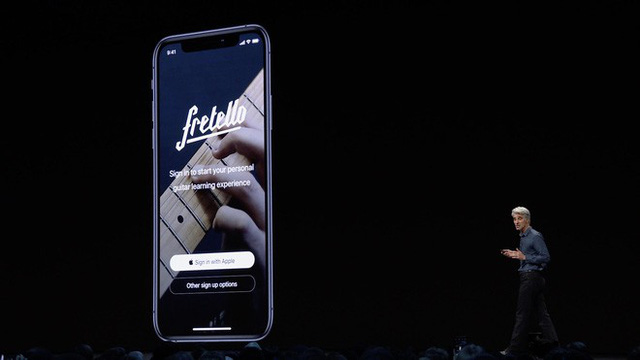 9:41
fretello
Sign in to start your personal
guitar learning experience
Sign in with Apple
Other sign up options